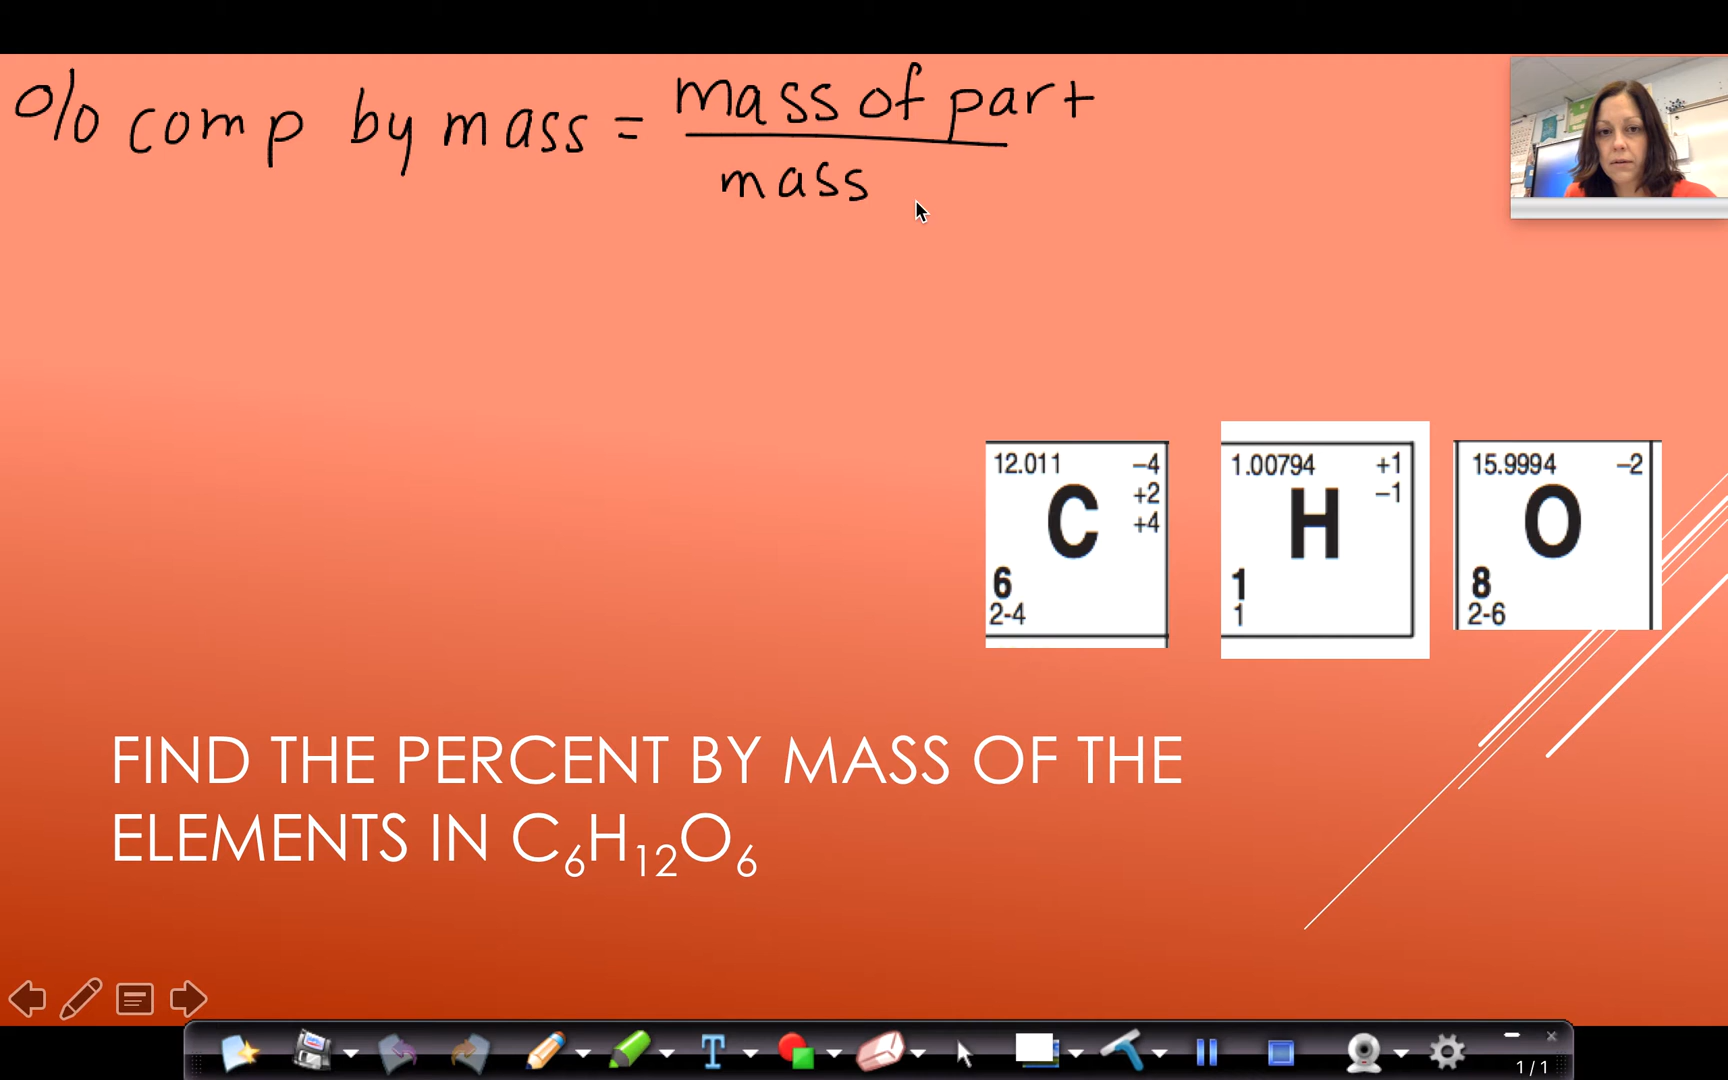 % comp by mass = mass of part
mass
12.011 –4
C +2
+4
6
2-4
1.00794 +1
H –1
1
1
15.9994 –2
O
8
2-6
FIND THE PERCENT BY MASS OF THE
ELEMENTS IN C₆H₁₂O₆
T
1 / 1